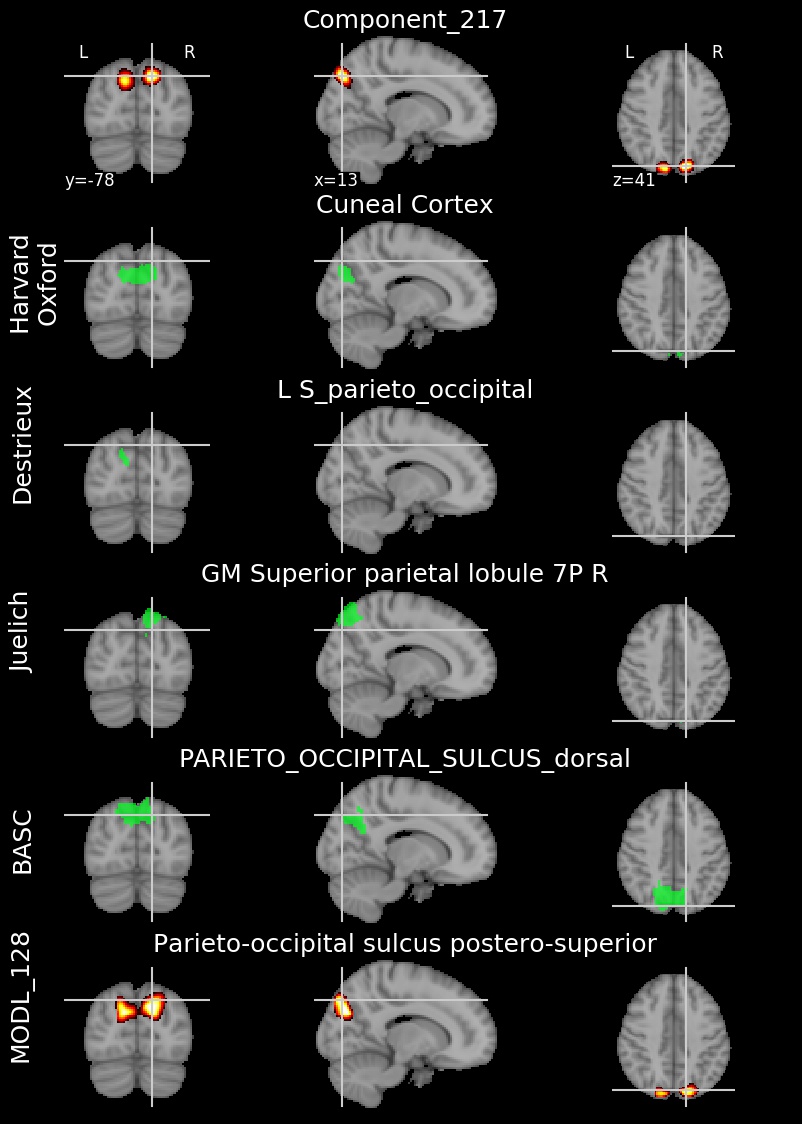 Component_217
L R
L R
y=-78
x=13
z=41
Cuneal Cortex
Harvard
Oxford
L S_parieto_occipital
Destrieux
GM Superior parietal lobule 7P R
Juelich
PARIETO_OCCIPITAL_SULCUS_dorsal
BASC
Parieto-occipital sulcus postero-superior
MODL_128